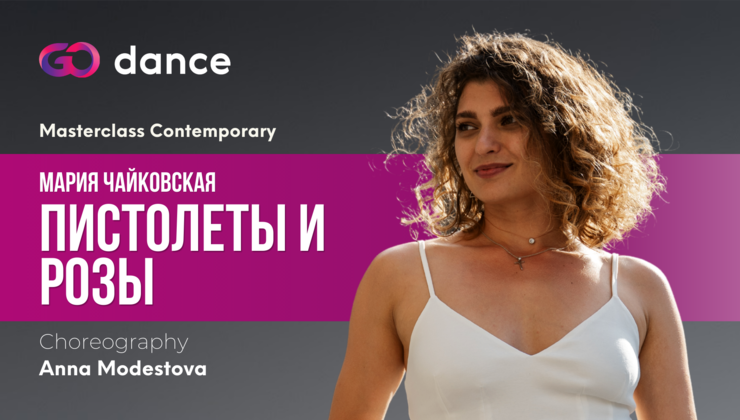 GO dance
Masterclass Contemporary
МАРИЯ ЧАЙКОВСКАЯ
ПИСТОЛЕТЫ И
РОЗЫ
Choreography
Anna Modestova